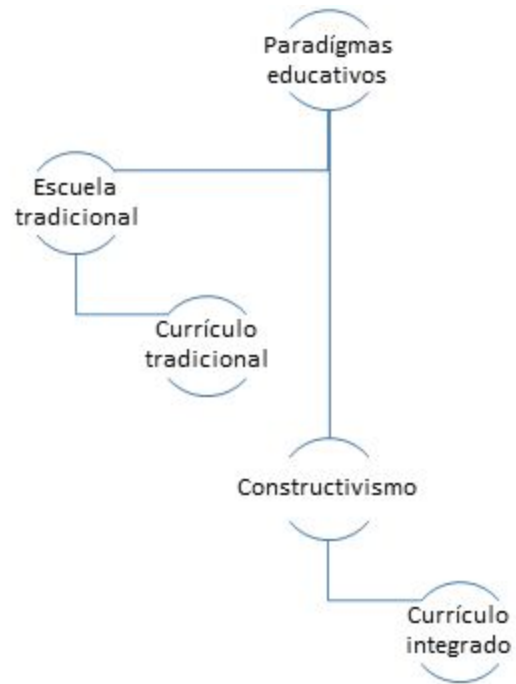 Paradígmas
educativos
Escuela
tradicional
Currículo
tradicional
Constructivismo
Currículo
integrado